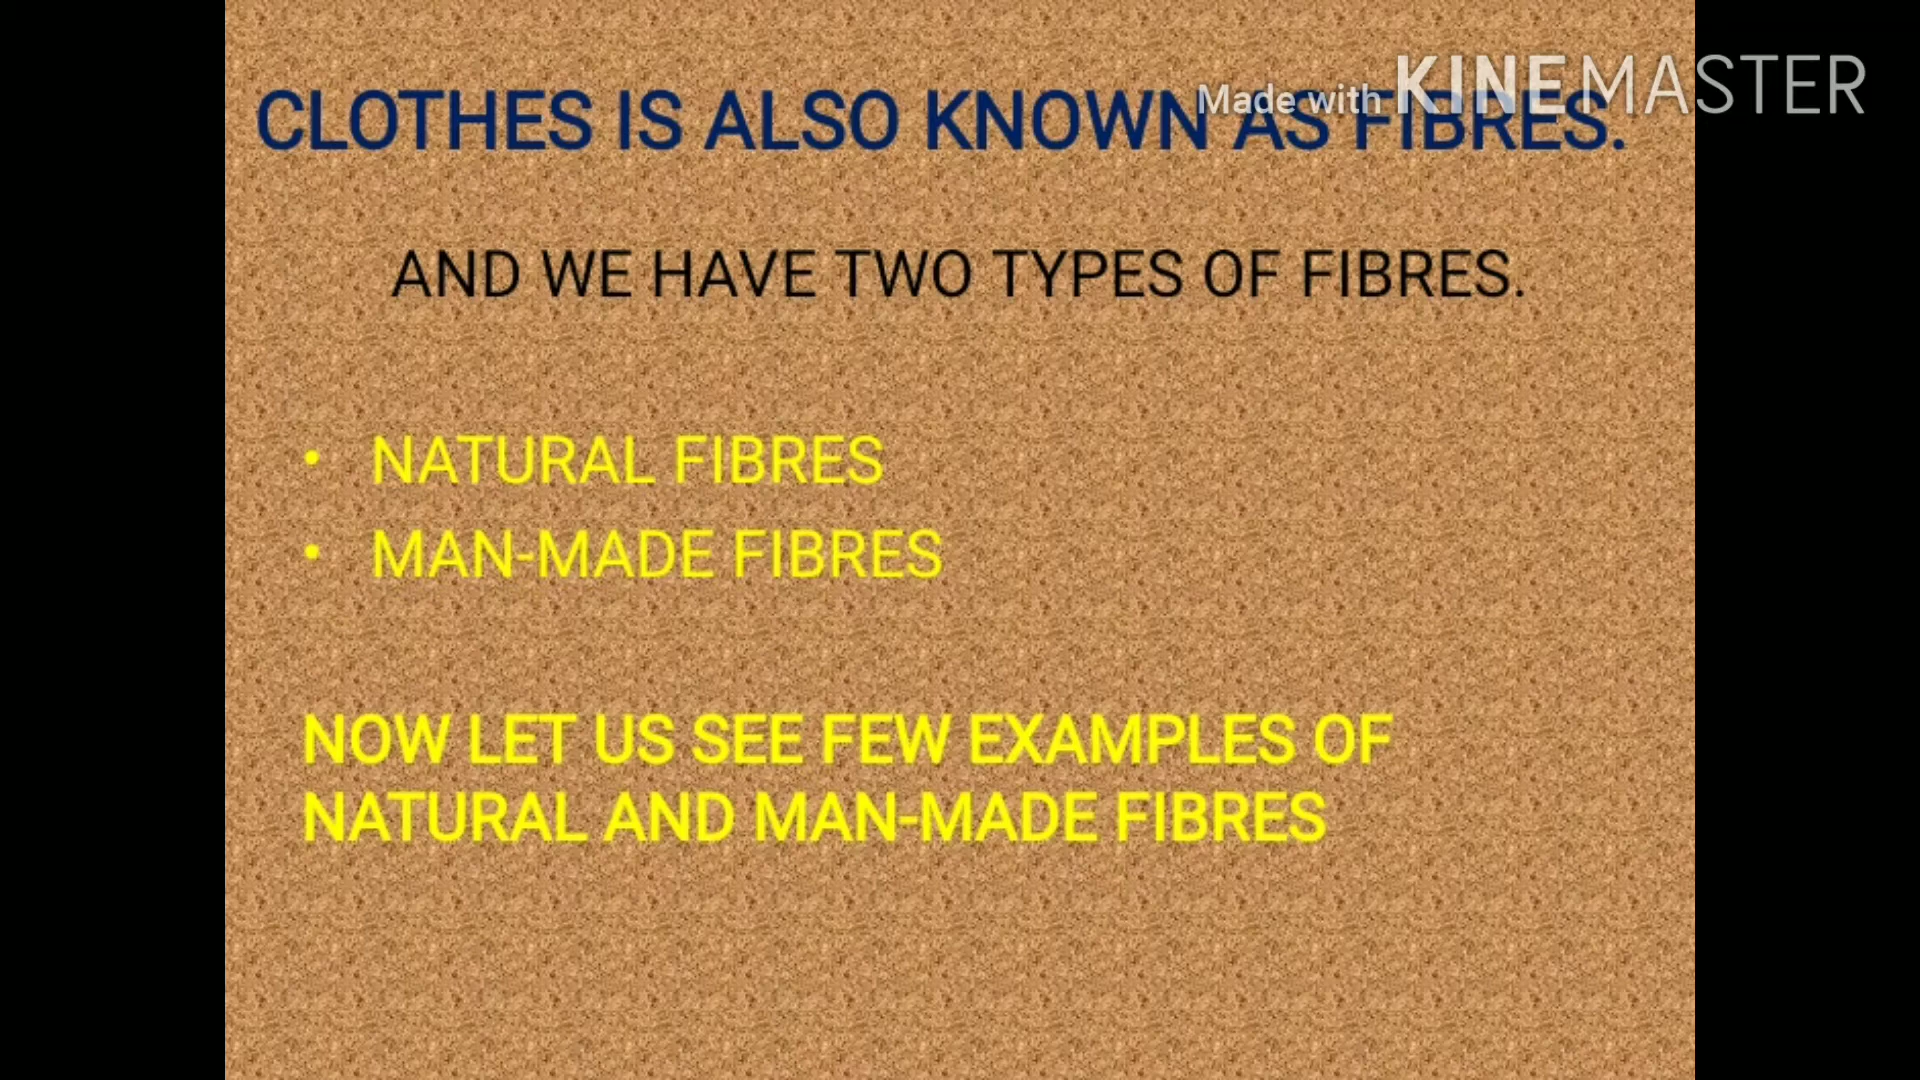 Made with KINEMASTER
CLOTHES IS ALSO KNOWN AS FIBRES.
AND WE HAVE TWO TYPES OF FIBRES.
• NATURAL FIBRES
• MAN-MADE FIBRES
NOW LET US SEE FEW EXAMPLES OF
NATURAL AND MAN-MADE FIBRES